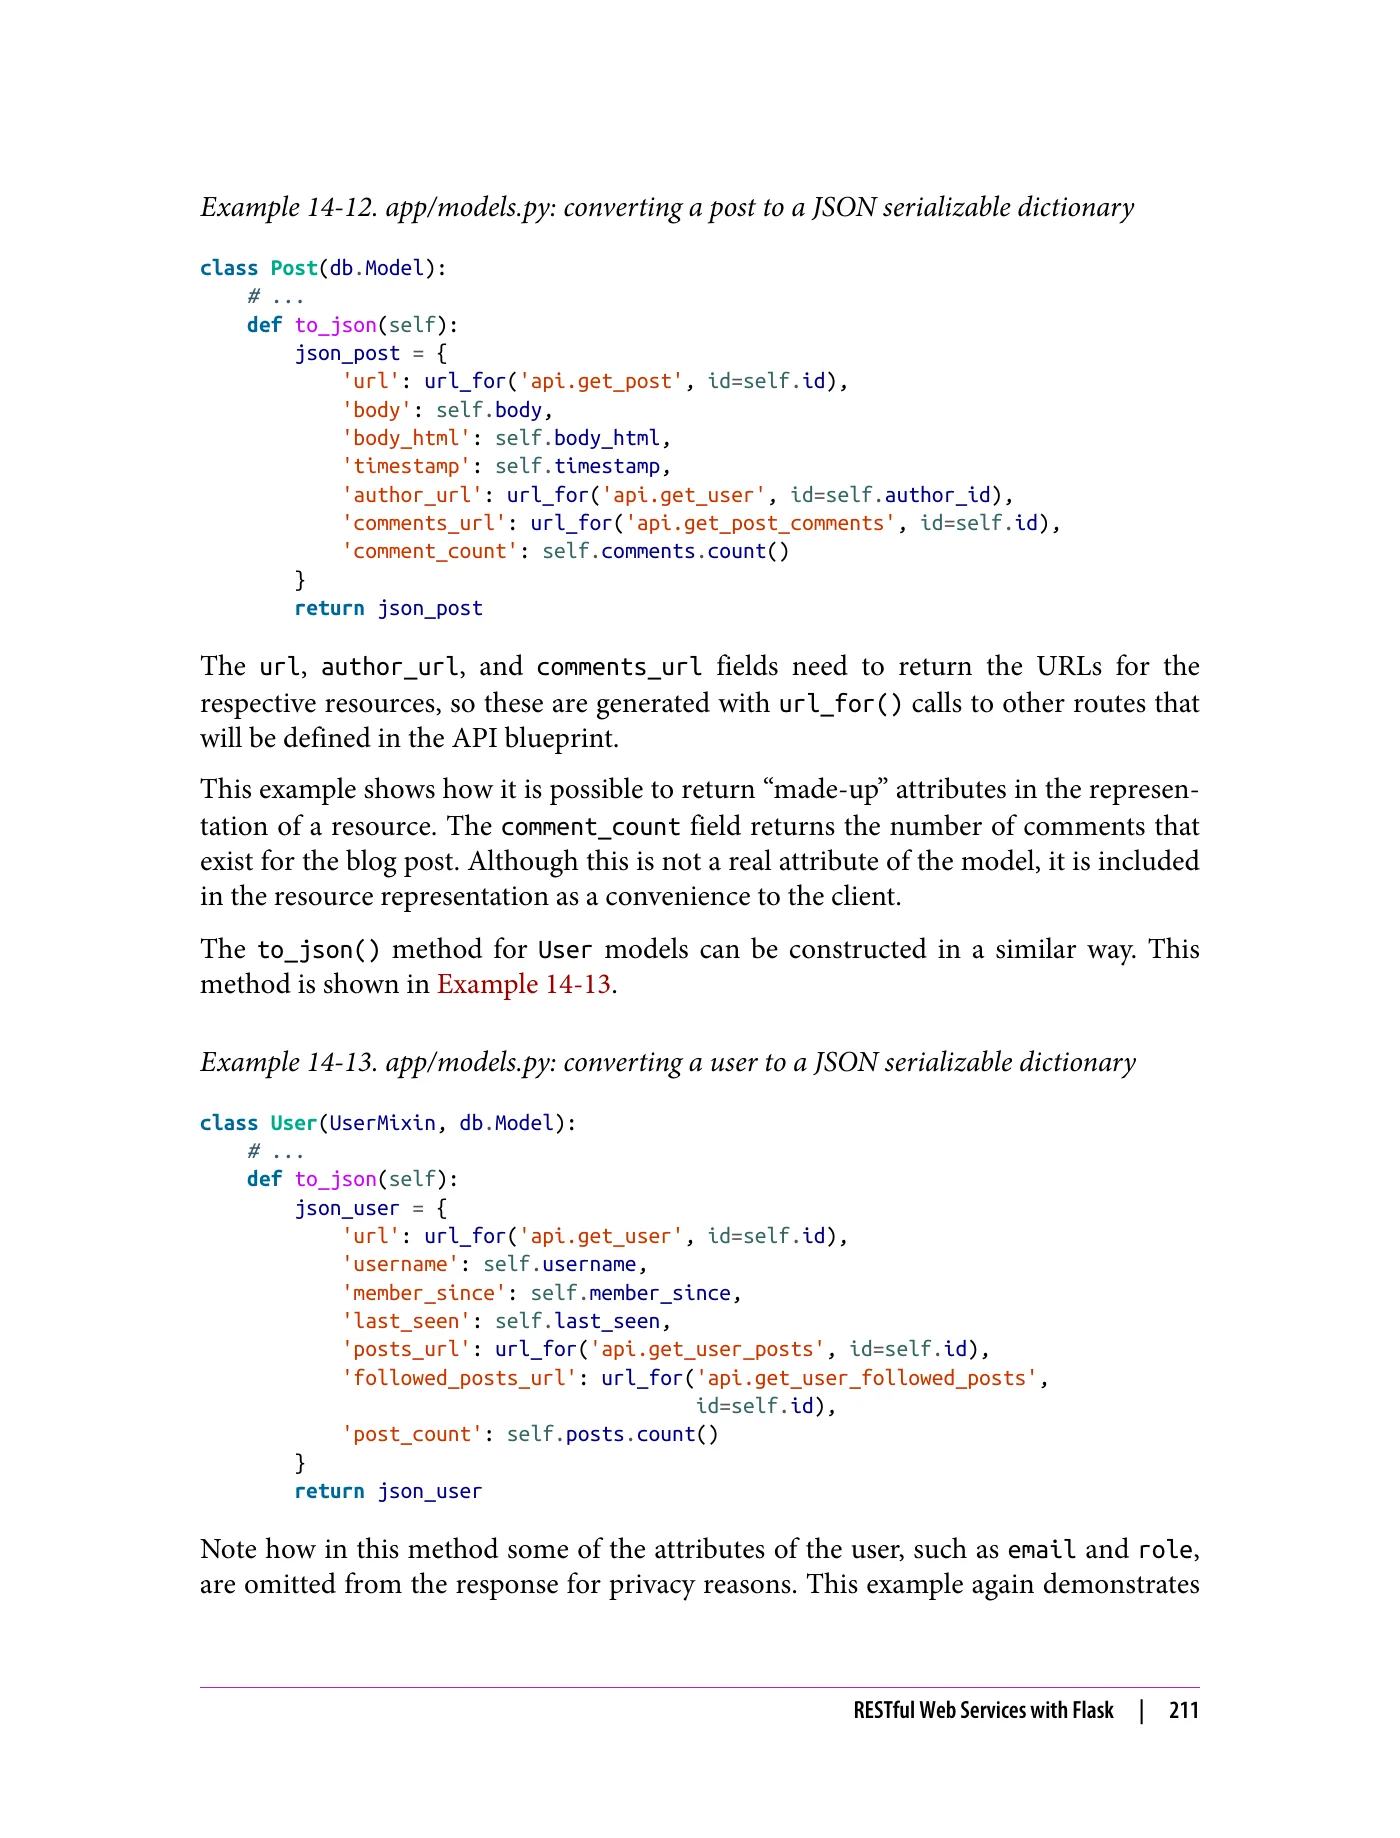 Example 14-12. app/models.py: converting a post to a JSON serializable dictionary
class Post(db.Model):
    # ...
    def to_json(self):
        json_post = {
            'url': url_for('api.get_post', id=self.id),
            'body': self.body,
            'body_html': self.body_html,
            'timestamp': self.timestamp,
            'author_url': url_for('api.get_user', id=self.author_id),
            'comments_url': url_for('api.get_post_comments', id=self.id),
            'comment_count': self.comments.count()
        }
        return json_post
The url, author_url, and comments_url fields need to return the URLs for the
respective resources, so these are generated with url_for() calls to other routes that
will be defined in the API blueprint.
This example shows how it is possible to return “made-up” attributes in the represen-
tation of a resource. The comment_count field returns the number of comments that
exist for the blog post. Although this is not a real attribute of the model, it is included
in the resource representation as a convenience to the client.
The to_json() method for User models can be constructed in a similar way. This
method is shown in Example 14-13.
Example 14-13. app/models.py: converting a user to a JSON serializable dictionary
class User(UserMixin, db.Model):
    # ...
    def to_json(self):
        json_user = {
            'url': url_for('api.get_user', id=self.id),
            'username': self.username,
            'member_since': self.member_since,
            'last_seen': self.last_seen,
            'posts_url': url_for('api.get_user_posts', id=self.id),
            'followed_posts_url': url_for('api.get_user_followed_posts',
                                          id=self.id),
            'post_count': self.posts.count()
        }
        return json_user
Note how in this method some of the attributes of the user, such as email and role,
are omitted from the response for privacy reasons. This example again demonstrates
RESTful Web Services with Flask | 211